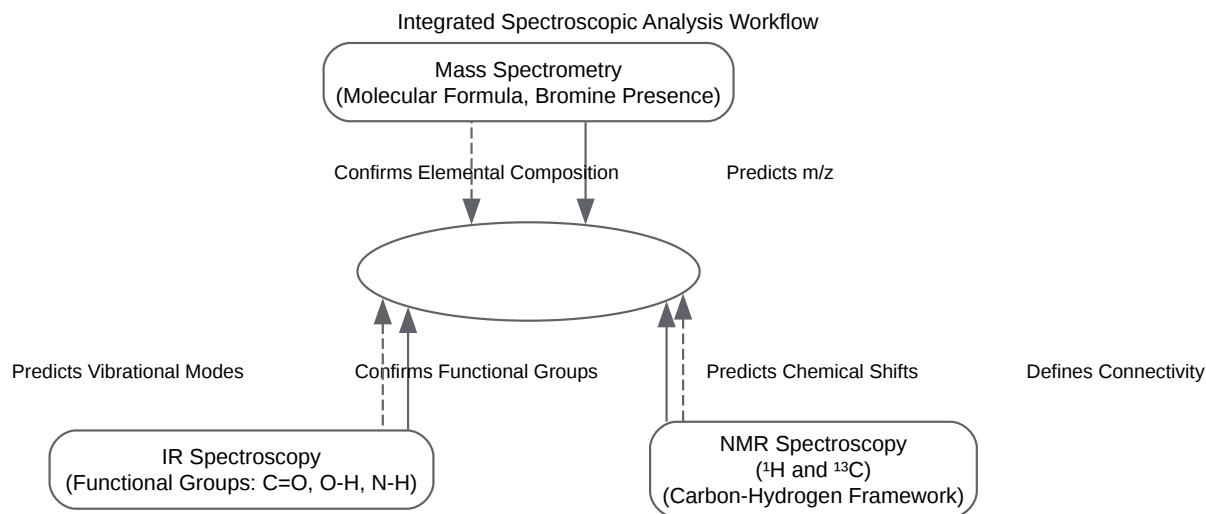 Integrated Spectroscopic Analysis Workflow
Mass Spectrometry
(Molecular Formula, Bromine Presence)
Confirms Elemental Composition
Predicts m/z
Predicts Vibrational Modes
Confirms Functional Groups
Predicts Chemical Shifts
Defines Connectivity
IR Spectroscopy
(Functional Groups: C=O, O-H, N-H)
NMR Spectroscopy
(¹H and ¹³C)
(Carbon-Hydrogen Framework)